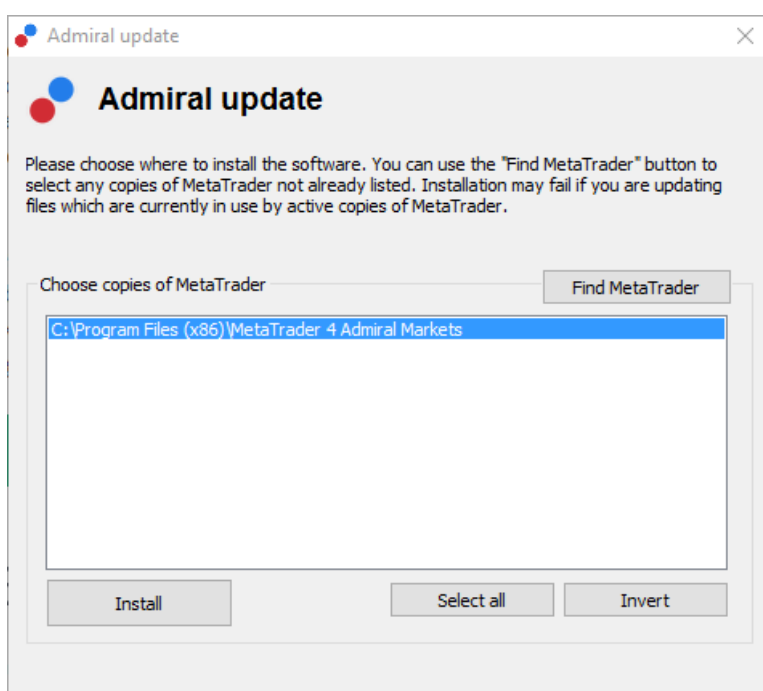 Admiral update
Admiral update
Please choose where to install the software. You can use the "Find MetaTrader" button to
select any copies of MetaTrader not already listed. Installation may fail if you are updating
files which are currently in use by active copies of MetaTrader.
Choose copies of MetaTrader
Find MetaTrader
C:\Program Files (x86)\MetaTrader 4 Admiral Markets
Install
Select all
Invert